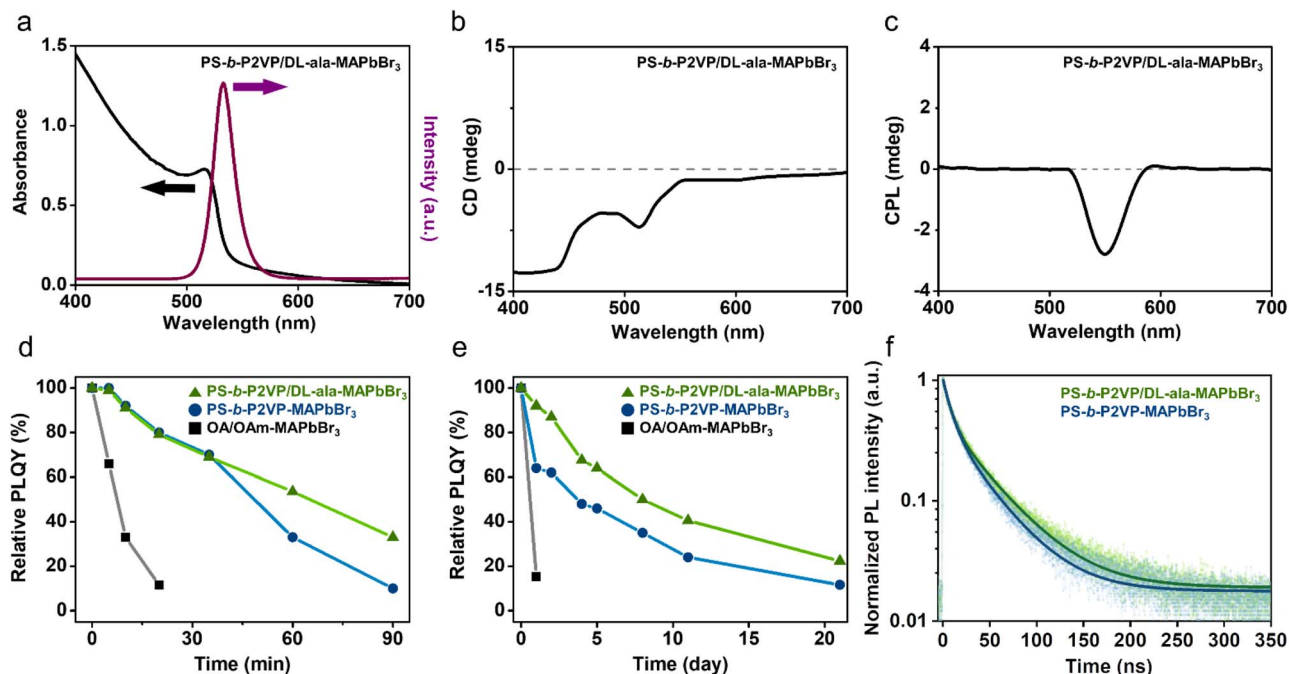 a
PS-b-P2VP/DL-ala-MAPbBr₃
1.5
1.0
0.5
0.0
Absorbance
Intensity (a.u.)
400 500 600 700
Wavelength (nm)
b
PS-b-P2VP/DL-ala-MAPbBr₃
15
0
-15
CD (mdeg)
400 500 600 700
Wavelength (nm)
c
PS-b-P2VP/DL-ala-MAPbBr₃
4
2
0
-2
-4
CPL (mdeg)
400 500 600 700
Wavelength (nm)
d
PS-b-P2VP/DL-ala-MAPbBr₃
PS-b-P2VP-MAPbBr₃
OA/OAm-MAPbBr₃
100
80
60
40
20
0
Relative PLQY (%)
0 30 60 90
Time (min)
e
PS-b-P2VP/DL-ala-MAPbBr₃
PS-b-P2VP-MAPbBr₃
OA/OAm-MAPbBr₃
100
80
60
40
20
0
Relative PLQY (%)
0 5 10 15 20
Time (day)
f
PS-b-P2VP/DL-ala-MAPbBr₃
PS-b-P2VP-MAPbBr₃
1
0.1
0.01
Normalized PL intensity (a.u.)
0 50 100 150 200 250 300 350
Time (ns)